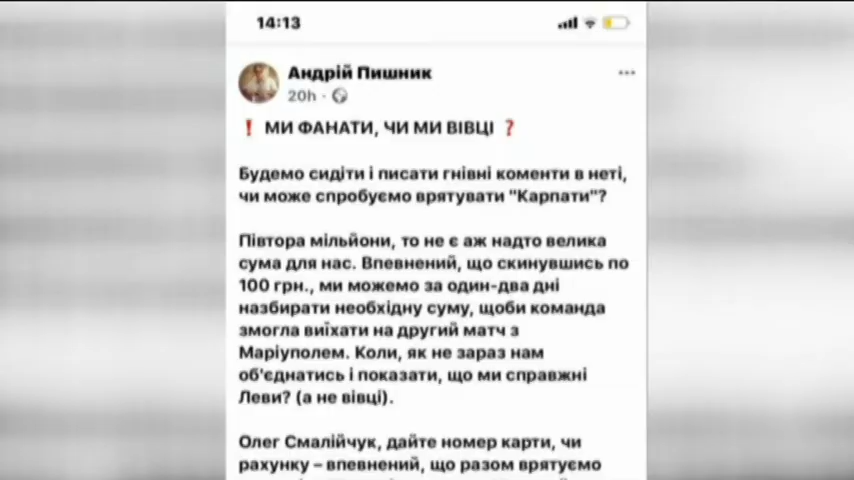 14:13
Андрій Пишник
20h
❗ МИ ФАНАТИ, ЧИ МИ ВІВЦІ ❓
Будемо сидіти і писати гнівні коменти в неті,
чи може спробуємо врятувати "Карпати"?
Півтора мільйони, то не є аж надто велика
сума для нас. Впевнений, що скинувшись по
100 грн., ми можемо за один-два дні
назбирати необхідну суму, щоби команда
змогла виїхати на другий матч з
Маріуполем. Коли, як не зараз нам
об'єднатись і показати, що ми справжні
Леви? (а не вівці).
Олег Смалійчук, дайте номер карти, чи
рахунку – впевнений, що разом врятуємо